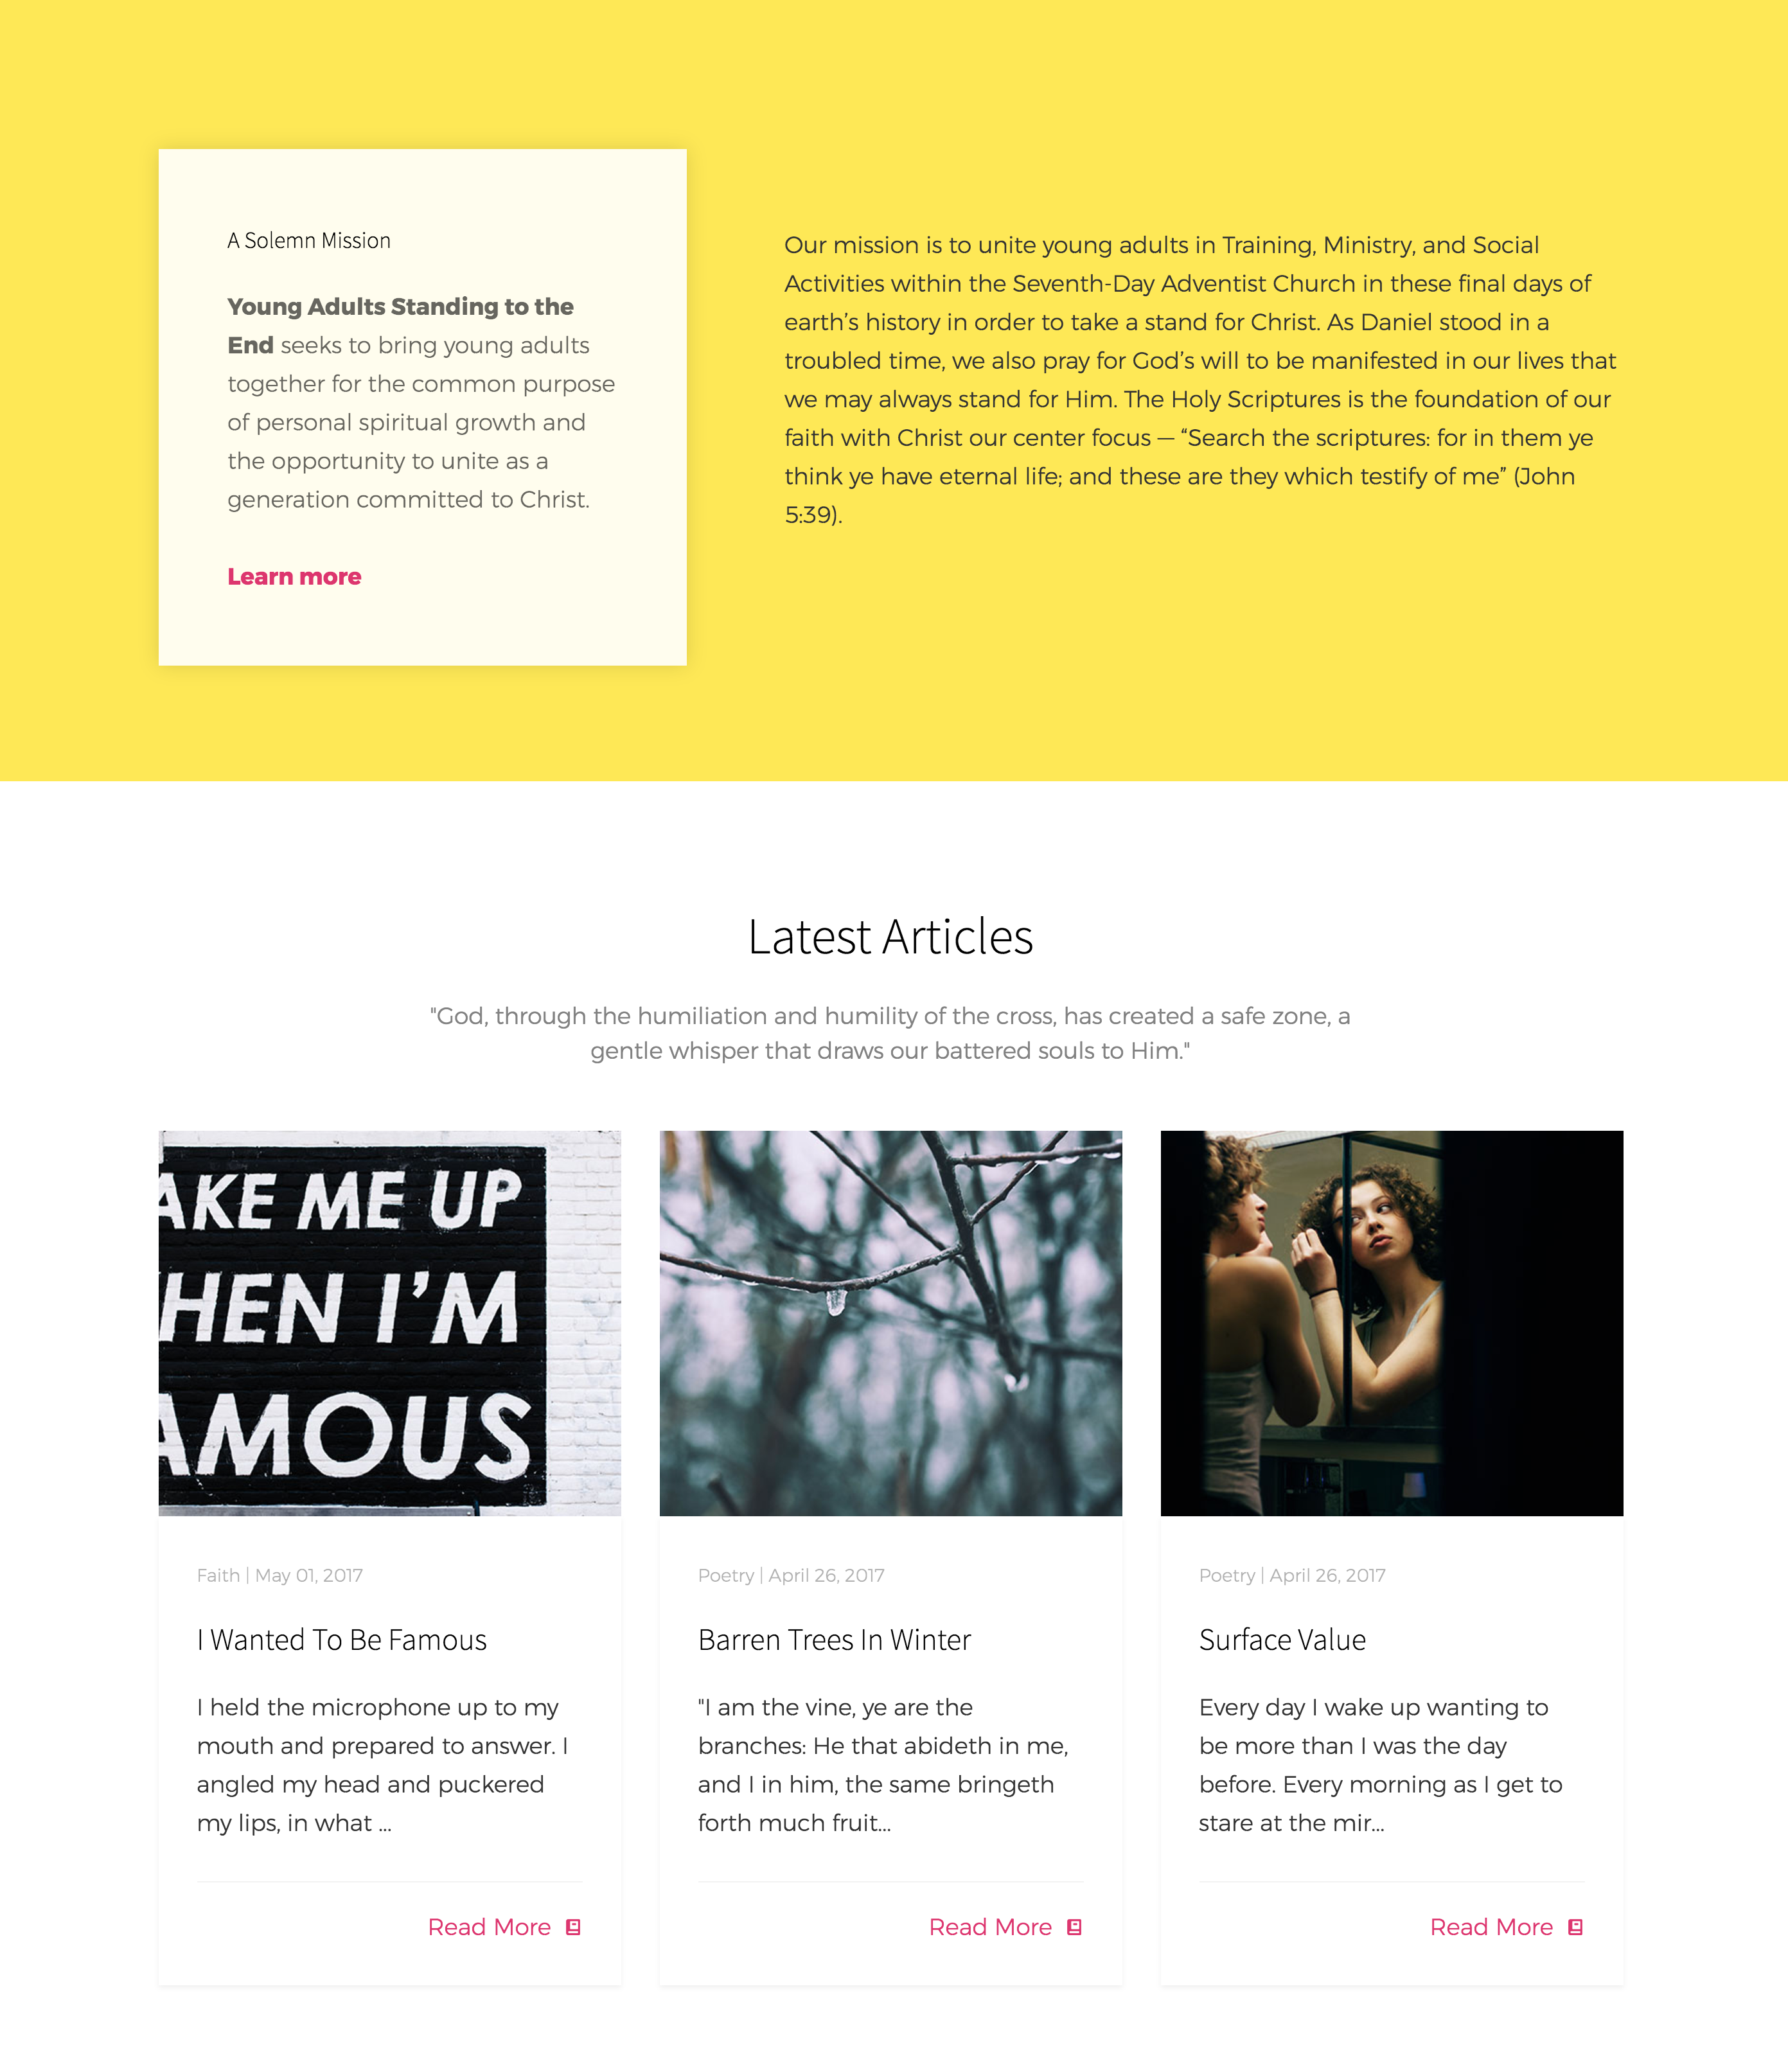 A Solemn Mission
Young Adults Standing to the
End seeks to bring young adults
together for the common purpose
of personal spiritual growth and
the opportunity to unite as a
generation committed to Christ.
Learn more
Our mission is to unite young adults in Training, Ministry, and Social
Activities within the Seventh-Day Adventist Church in these final days of
earth’s history in order to take a stand for Christ. As Daniel stood in a
troubled time, we also pray for God’s will to be manifested in our lives that
we may always stand for Him. The Holy Scriptures is the foundation of our
faith with Christ our center focus — “Search the scriptures: for in them ye
think ye have eternal life; and these are they which testify of me” (John
5:39).
Latest Articles
"God, through the humiliation and humility of the cross, has created a safe zone, a
gentle whisper that draws our battered souls to Him."
AKE ME UP
HEN I’M
AMOUS
Faith | May 01, 2017
I Wanted To Be Famous
I held the microphone up to my
mouth and prepared to answer. I
angled my head and puckered
my lips, in what ...
Read More
Poetry | April 26, 2017
Barren Trees In Winter
"I am the vine, ye are the
branches: He that abideth in me,
and I in him, the same bringeth
forth much fruit...
Read More
Poetry | April 26, 2017
Surface Value
Every day I wake up wanting to
be more than I was the day
before. Every morning as I get to
stare at the mir...
Read More